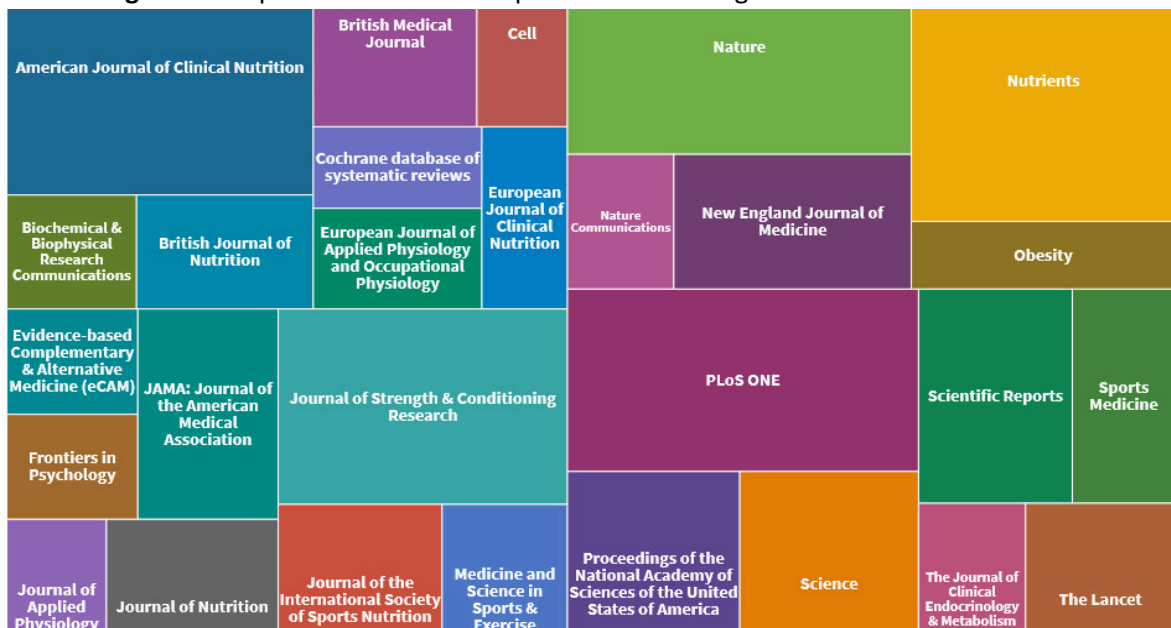 American Journal of Clinical Nutrition
British Medical
Journal
Cell
Nature
Nutrients
Cochrane database of
systematic reviews
European
Journal of
Clinical
Nutrition
Nature
Communications
New England Journal of
Medicine
Biochemical &
Biophysical
Research
Communications
British Journal of
Nutrition
European Journal of
Applied Physiology
and Occupational
Physiology
Obesity
Evidence-based
Complementary
& Alternative
Medicine (eCAM)
JAMA: Journal of
the American
Medical
Association
Journal of Strength & Conditioning
Research
PLoS ONE
Scientific Reports
Sports
Medicine
Frontiers in
Psychology
Journal of
Applied
Physiology
Journal of Nutrition
Journal of the
International Society
of Sports Nutrition
Medicine and
Science in
Sports &
Exercise
Proceedings of the
National Academy of
Sciences of the United
States of America
Science
The Journal of
Clinical
Endocrinology
& Metabolism
The Lancet